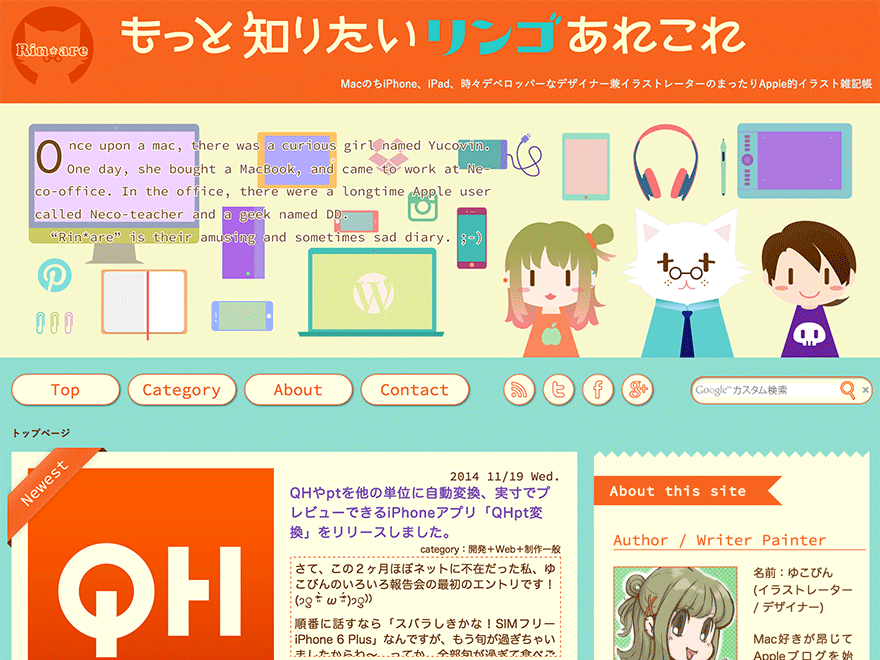 Rin*are
もっと知りたいリンゴあれこれ
MacのちiPhone、iPad、時々デベロッパーなデザイナー兼イラストレーターのまったりApple的イラスト雑記帳
Once upon a mac, there was a curious girl named Yucovin.
One day, she bought a MacBook, and came to work at Ne-
co-office. In the office, there were a longtime Apple user
called Neco-teacher and a geek named DD.
“Rin*are” is their amusing and sometimes sad diary. ;-)
Top
Category
About
Contact
Google™ カスタム検索
×
トップページ
Newest
QH
2014 11/19 Wed.
QHやptを他の単位に自動変換、実寸でプ
レビューできるiPhoneアプリ「QHpt変
換」をリリースしました。
category：開発+Web+制作一般
さて、この２ヶ月ほぼネットに不在だった私、ゆ
こびんのいろいろ報告会の最初のエントリです！
順番に話すなら「スバラしきかな！SIMフリー
iPhone 6 Plus」なんですが、もう旬が過ぎちゃい
ましたからね〜。ってか、全部旬が過ぎて食べご
About this site
Author / Writer Painter
名前：ゆこびん
(イラストレーター
/ デザイナー)
Mac好きが昂じて
Appleブログを始